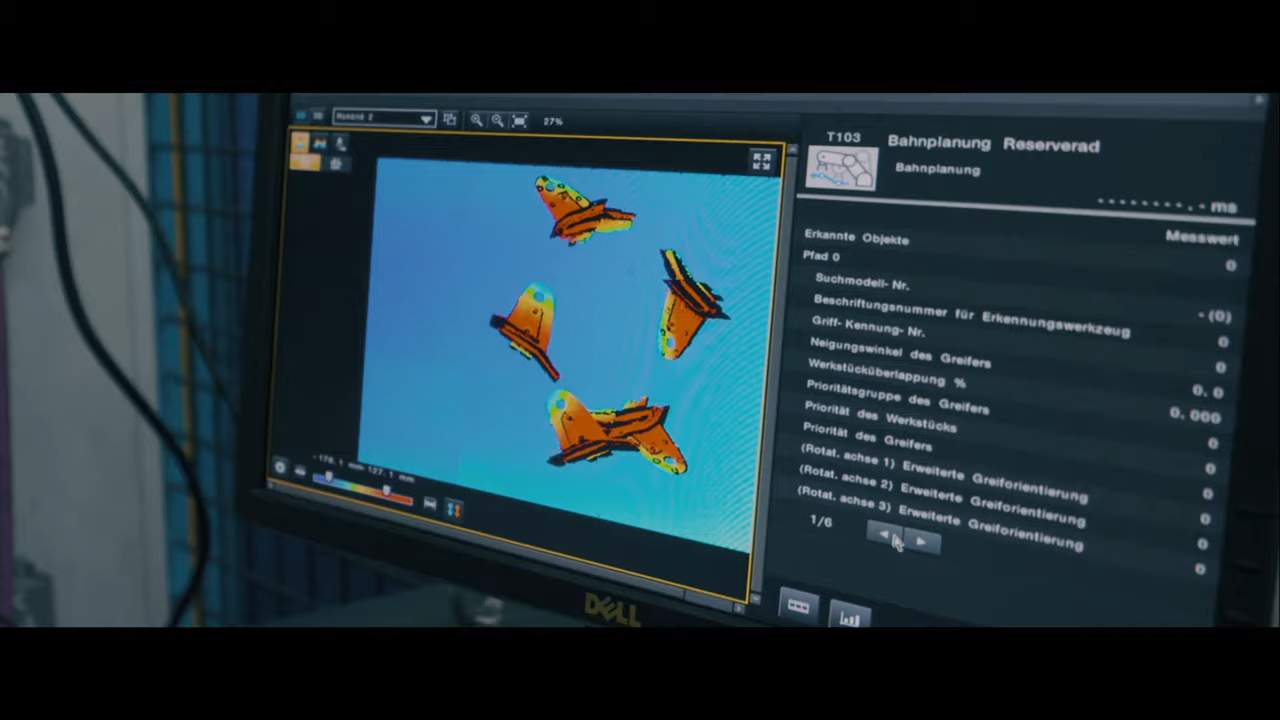 27%
T103
Bahnplanung Reserverad
Bahnplanung
- - - - - - - - . - ms
Messwert
Erkannte Objekte 0
Pfad 0
Suchmodell- Nr. - (0)
Beschriftungsnummer für Erkennungswerkzeug 0
Griff- Kennung- Nr. 0
Neigungswinkel des Greifers 0.0
Werkstücküberlappung % 0.000
Prioritätsgruppe des Greifers 0
Priorität des Werkstücks 0
Priorität des Greifers 0
(Rotat. achse 1) Erweiterte Greiforientierung 0
(Rotat. achse 2) Erweiterte Greiforientierung 0
(Rotat. achse 3) Erweiterte Greiforientierung 0
1/6
127.1 mm
DELL